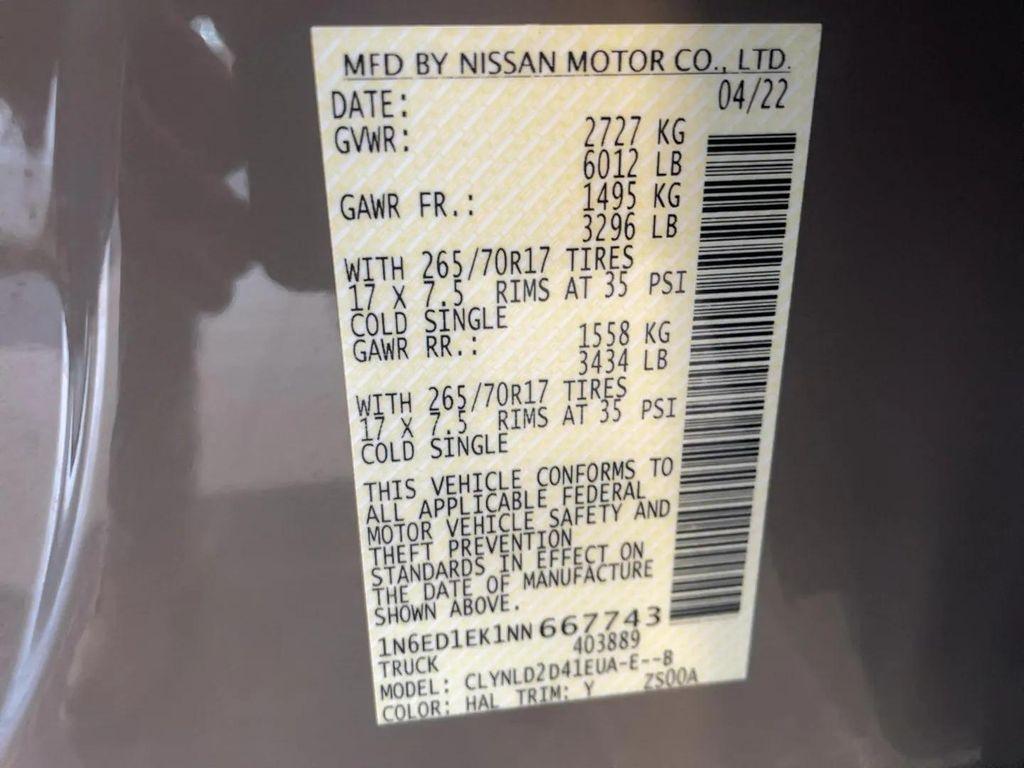 MFD BY NISSAN MOTOR CO., LTD.
DATE: 04/22
GVWR: 2727 KG
6012 LB
GAWR FR.: 1495 KG
3296 LB
WITH 265/70R17 TIRES
17 X 7.5 RIMS AT 35 PSI
COLD SINGLE
GAWR RR.: 1558 KG
3434 LB
WITH 265/70R17 TIRES
17 X 7.5 RIMS AT 35 PSI
COLD SINGLE
THIS VEHICLE CONFORMS TO
ALL APPLICABLE FEDERAL
MOTOR VEHICLE SAFETY AND
THEFT PREVENTION
STANDARDS IN EFFECT ON
THE DATE OF MANUFACTURE
SHOWN ABOVE.
1N6ED1EK1NN667743
TRUCK 403889
MODEL: CLYNLD2D41EUA-E--B
COLOR: HAL TRIM: Y ZS00A